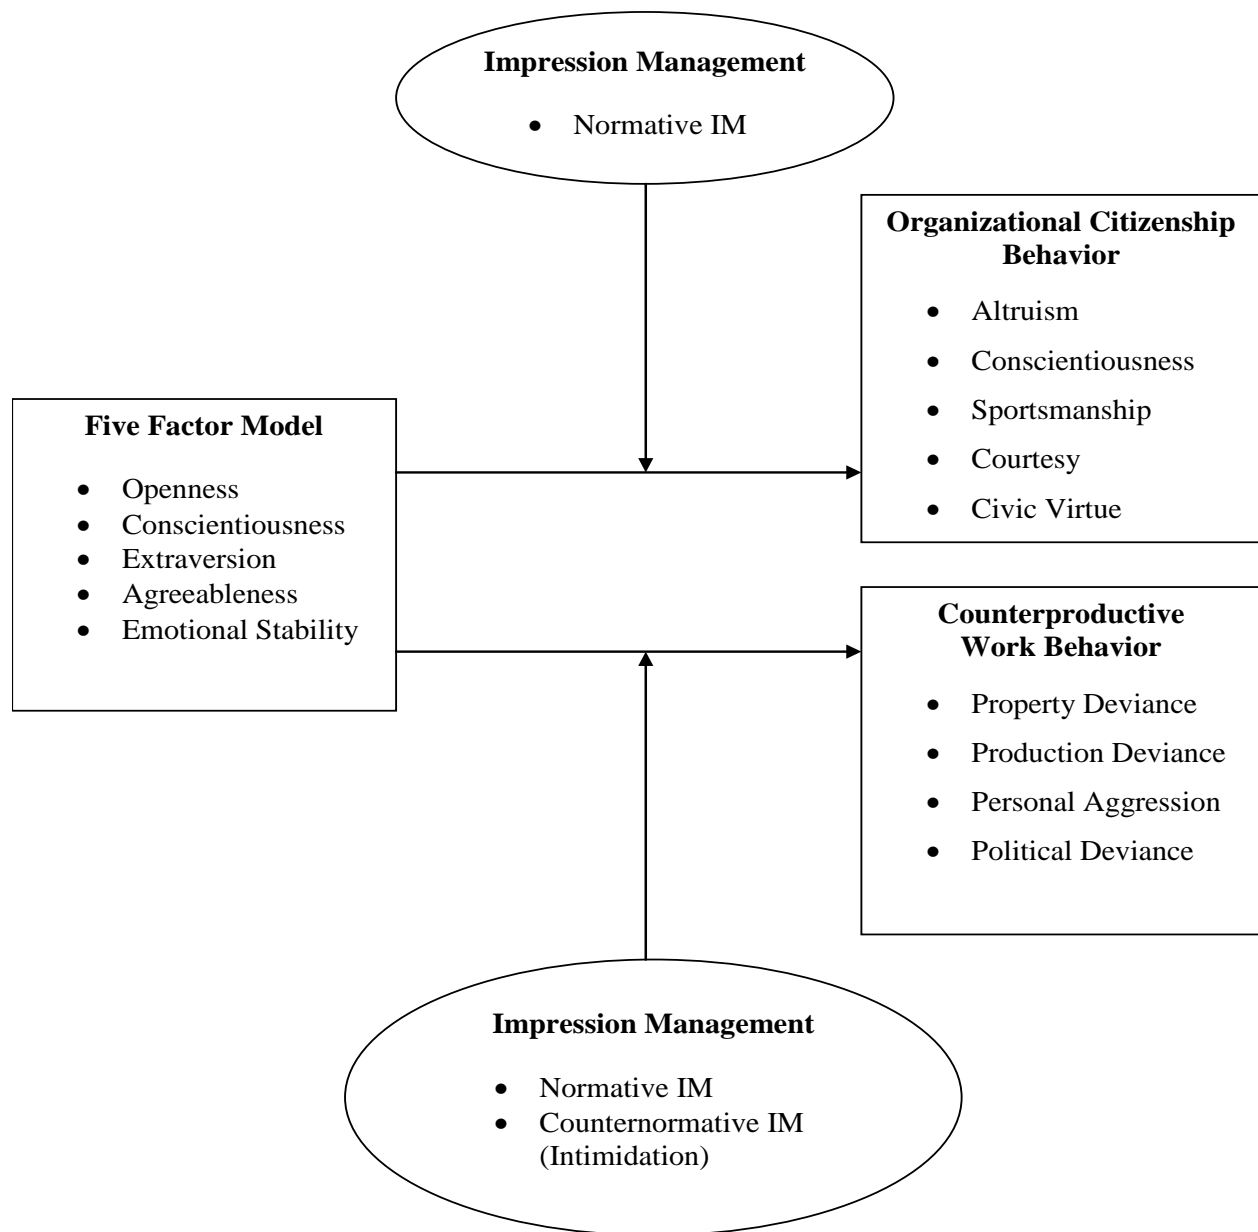 Impression Management
• Normative IM
Organizational Citizenship
Behavior
• Altruism
• Conscientiousness
• Sportsmanship
• Courtesy
• Civic Virtue
Five Factor Model
• Openness
• Conscientiousness
• Extraversion
• Agreeableness
• Emotional Stability
Counterproductive
Work Behavior
• Property Deviance
• Production Deviance
• Personal Aggression
• Political Deviance
Impression Management
• Normative IM
• Counternormative IM
(Intimidation)